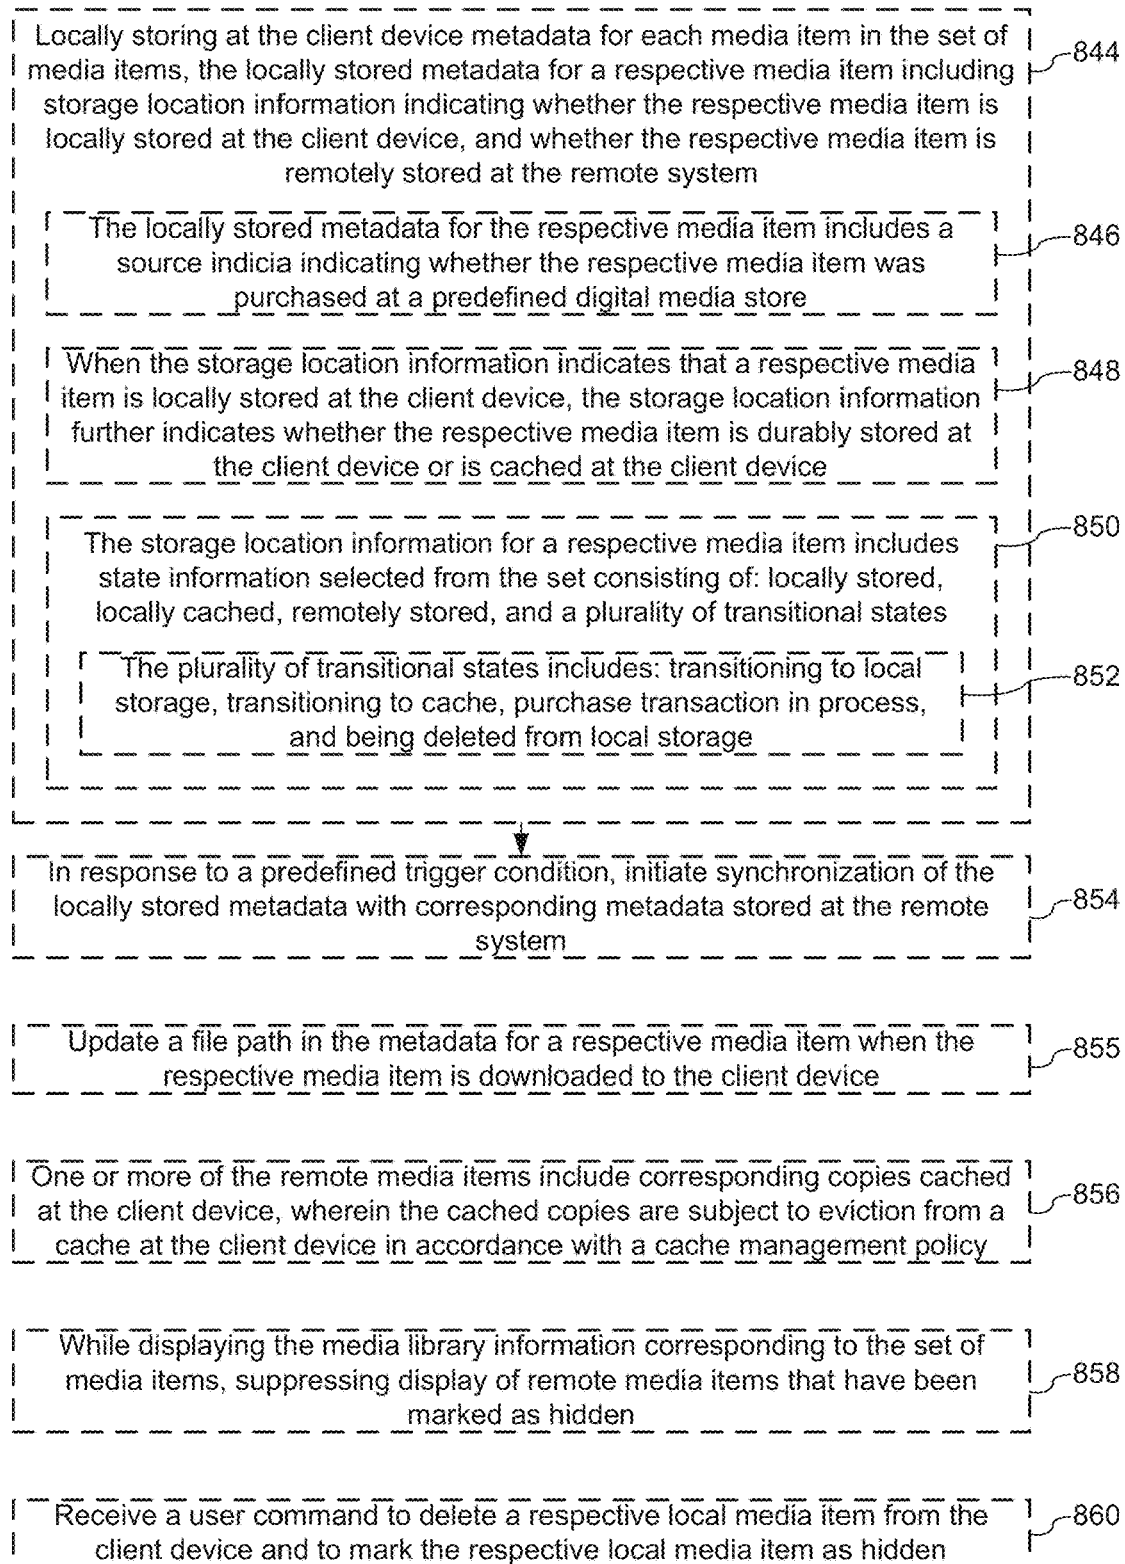 Locally storing at the client device metadata for each media item in the set of
media items, the locally stored metadata for a respective media item including
storage location information indicating whether the respective media item is
locally stored at the client device, and whether the respective media item is
remotely stored at the remote system
844
The locally stored metadata for the respective media item includes a
source indicia indicating whether the respective media item was
purchased at a predefined digital media store
846
When the storage location information indicates that a respective media
item is locally stored at the client device, the storage location information
further indicates whether the respective media item is durably stored at
the client device or is cached at the client device
848
The storage location information for a respective media item includes
state information selected from the set consisting of: locally stored,
locally cached, remotely stored, and a plurality of transitional states
850
The plurality of transitional states includes: transitioning to local
storage, transitioning to cache, purchase transaction in process,
and being deleted from local storage
852
In response to a predefined trigger condition, initiate synchronization of the
locally stored metadata with corresponding metadata stored at the remote
system
854
Update a file path in the metadata for a respective media item when the
respective media item is downloaded to the client device
855
One or more of the remote media items include corresponding copies cached
at the client device, wherein the cached copies are subject to eviction from a
cache at the client device in accordance with a cache management policy
856
While displaying the media library information corresponding to the set of
media items, suppressing display of remote media items that have been
marked as hidden
858
Receive a user command to delete a respective local media item from the
client device and to mark the respective local media item as hidden
860